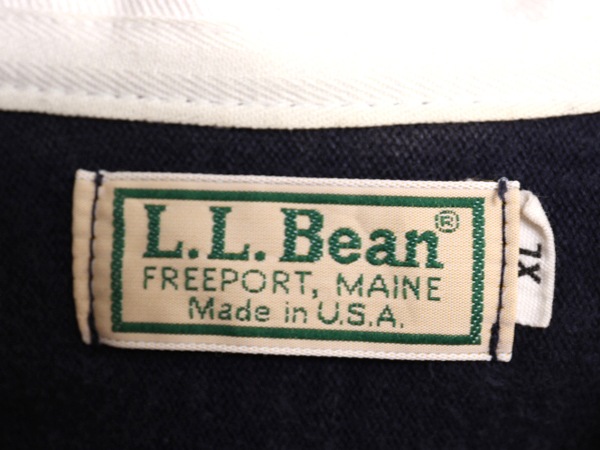 L.L.Bean®
FREEPORT, MAINE
Made in U.S.A.
XL